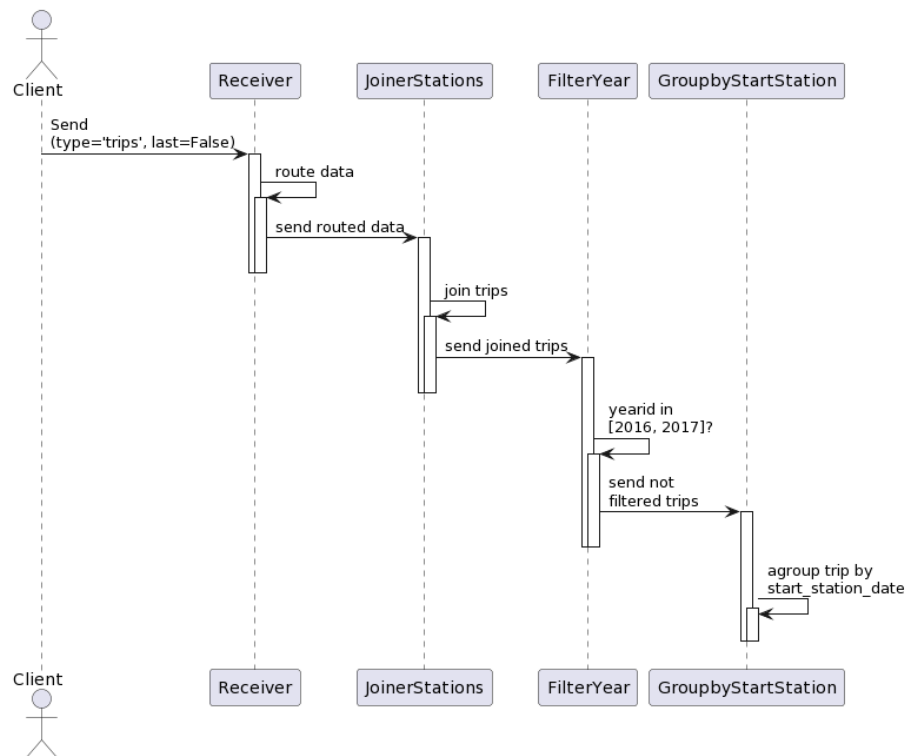 Client
Receiver
JoinerStations
FilterYear
GroupbyStartStation
Send
(type='trips', last=False)
route data
send routed data
join trips
send joined trips
yearid in
[2016, 2017]?
send not
filtered trips
agroup trip by
start_station_date
Client
Receiver
JoinerStations
FilterYear
GroupbyStartStation